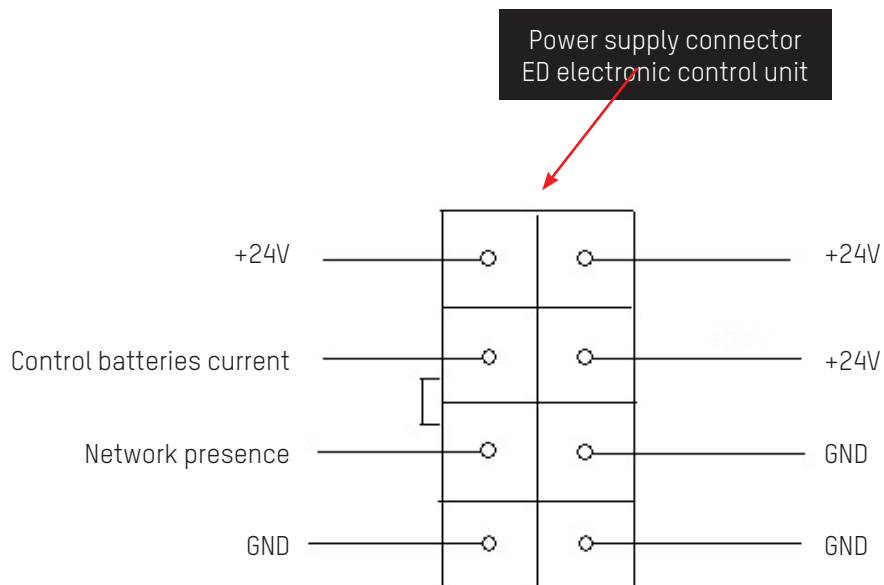 Power supply connector
ED electronic control unit
+24V
+24V
Control batteries current
+24V
Network presence
GND
GND
GND